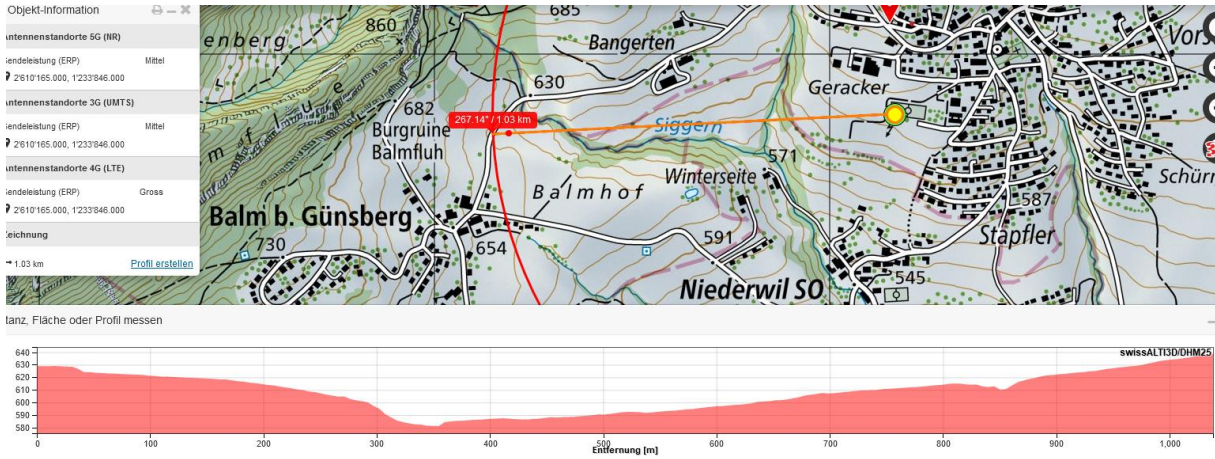 Objekt-Information
Antennenstandorte 5G (NR)
Sendeleistung (ERP) Mittel
2'610'165.000, 1'233'846.000
Antennenstandorte 3G (UMTS)
Sendeleistung (ERP) Mittel
2'610'165.000, 1'233'846.000
Antennenstandorte 4G (LTE)
Sendeleistung (ERP) Gross
2'610'165.000, 1'233'846.000
Zeichnung
1.03 km Profil erstellen
685
860
enberg
Bangerten
Vor
630
Geracker
682
267.14° / 1.03 km
Burgruine
Balmfluh
Siggern
571
Winterseite
Schürr
Balmhof
587
Balm b. Günsberg
Stapfler
730
654
591
545
Niederwil SO
tanz, Fläche oder Profil messen
swissALTI3D/DHM25
640
630
620
610
600
590
580
0 100 200 300 400 500 600 700 800 900 1,000
Entfernung [m]